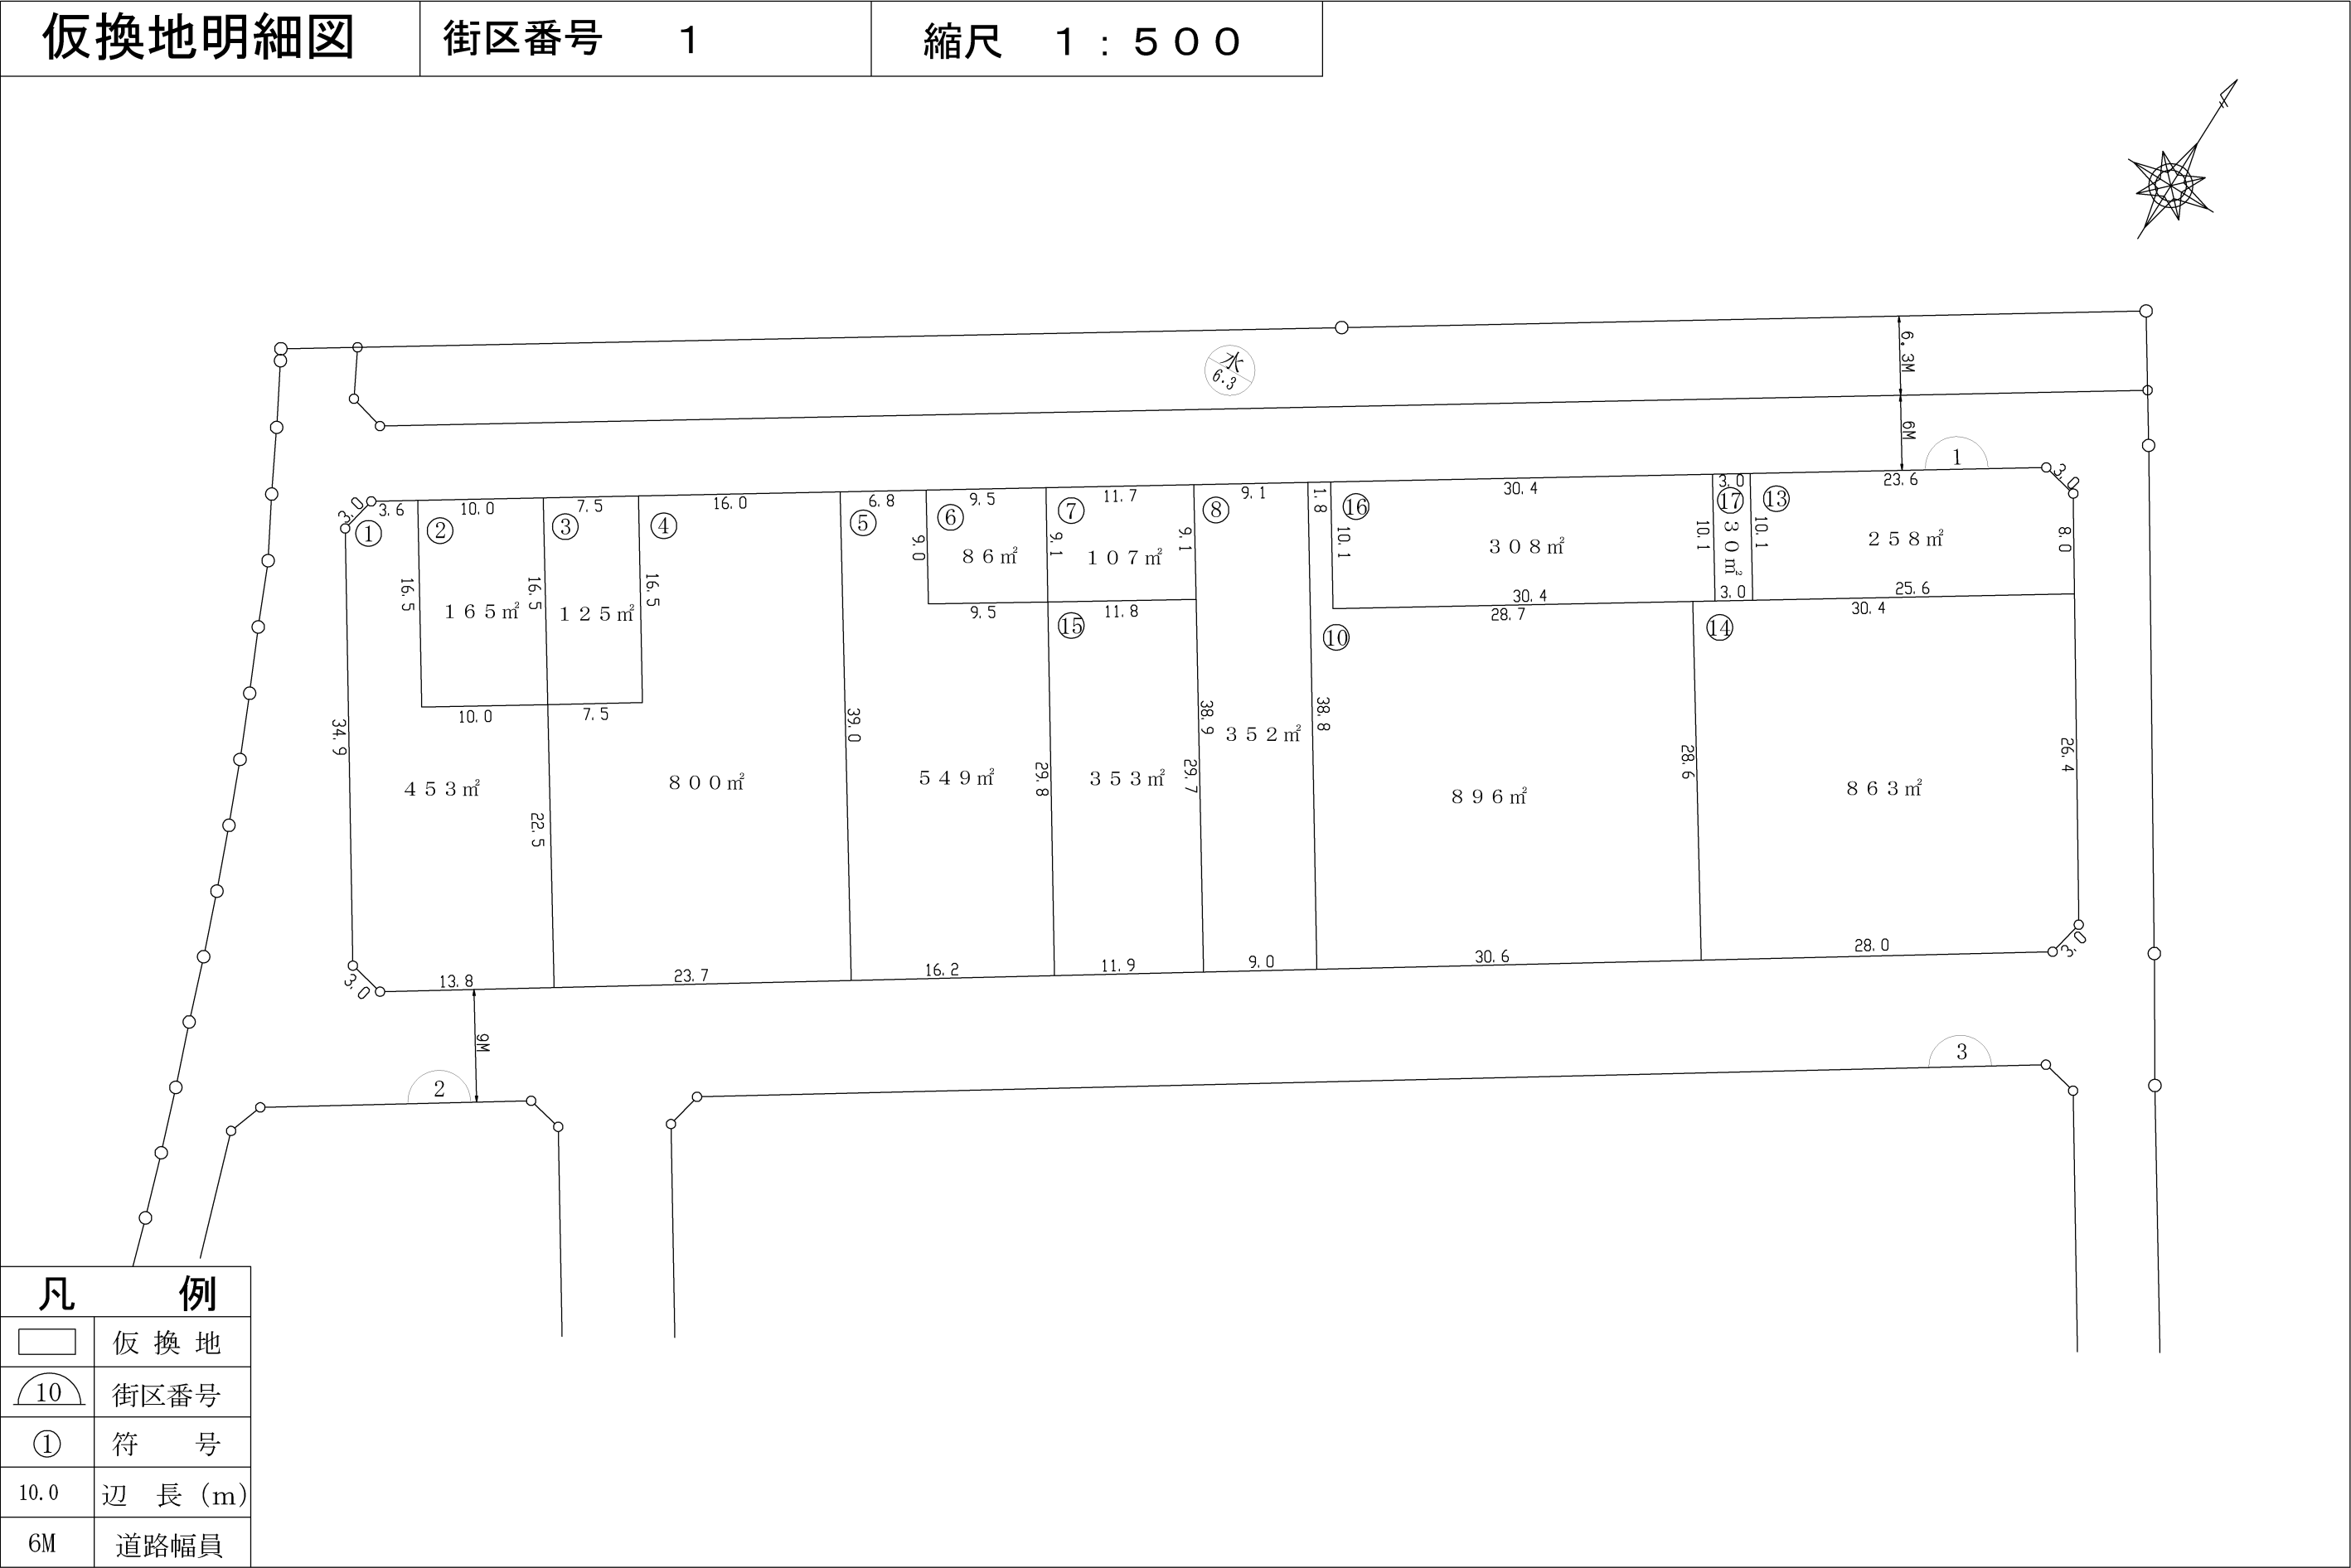 仮換地明細図 街区番号 1 縮尺 1:500
水
6.3
6.3M
6M
1
3.0 3.6 10.0 7.5 16.0 6.8 9.5 11.7 9.1 1.8 30.4 3.0 23.6 3.0
① ② ③ ④ ⑤ ⑥ ⑦ ⑧ ⑯ ⑰ ⑬
9.0 9.1 9.1 10.1 10.1 10.1 8.0
86㎡ 107㎡ 308㎡ 30㎡ 258㎡
16.5 16.5 16.5
165㎡ 125㎡
30.4 3.0 25.6
9.5 11.8 28.7 30.4
⑮ ⑩ ⑭
10.0 7.5
34.9 39.0 38.9 38.8
352㎡
29.8 29.7 28.6 26.4
453㎡ 800㎡ 549㎡ 353㎡ 896㎡ 863㎡
22.5
3.0 13.8 23.7 16.2 11.9 9.0 30.6 28.0 3.0
9M
2
3
凡 例
仮換地
10 街区番号
① 符 号
10.0 辺 長(m)
6M 道路幅員